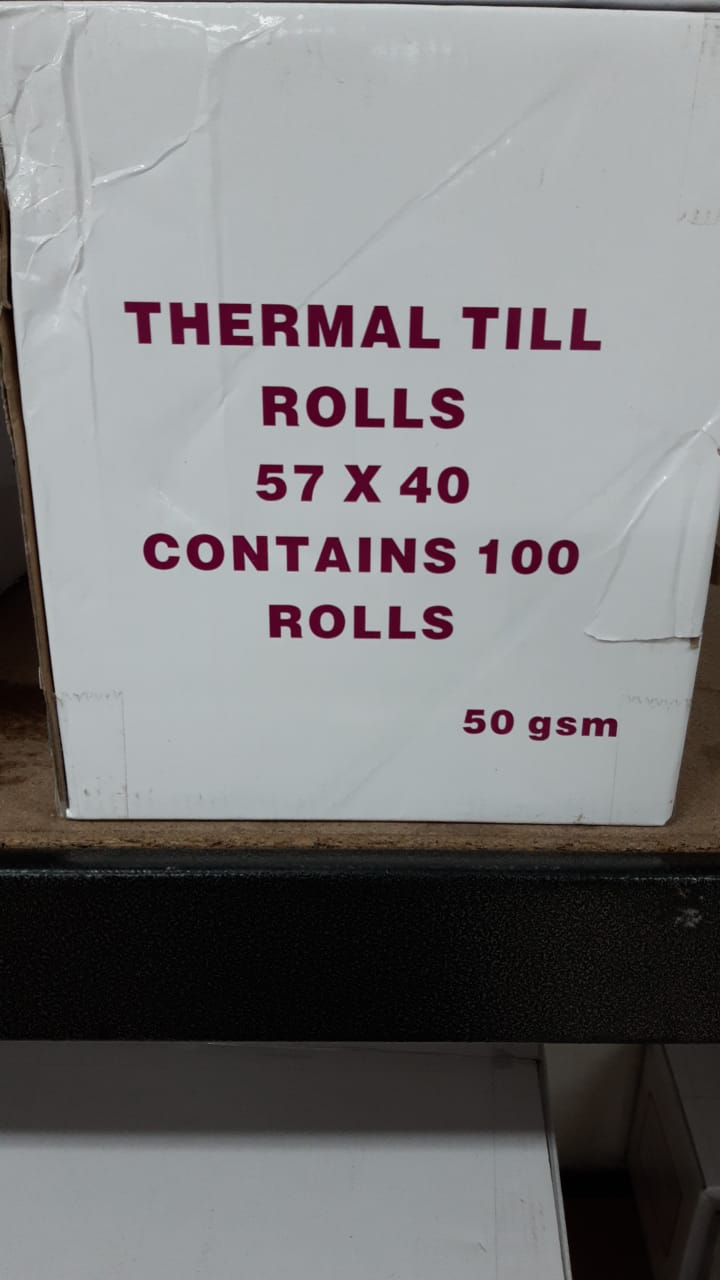 THERMAL TILL
ROLLS
57 X 40
CONTAINS 100
ROLLS
50 gsm